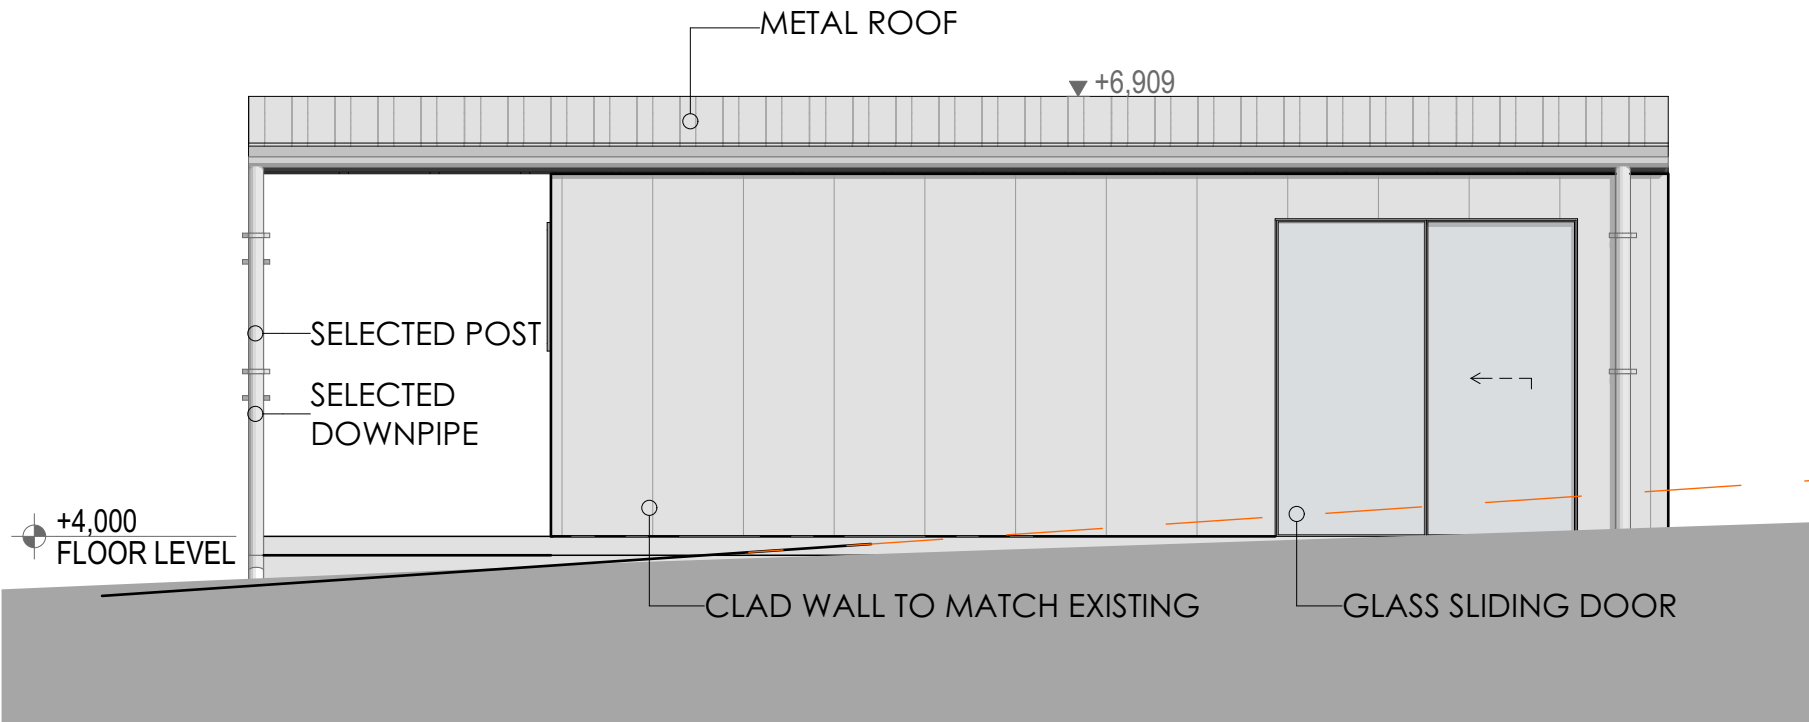 METAL ROOF
+6,909
SELECTED POST
SELECTED
DOWNPIPE
+4,000
FLOOR LEVEL
CLAD WALL TO MATCH EXISTING
GLASS SLIDING DOOR